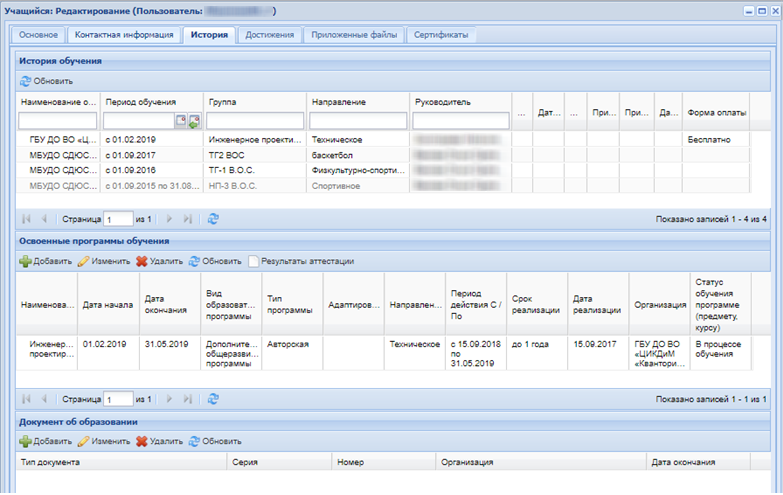 Учащийся: Редактирование (Пользователь: )
Основное Контактная информация История Достижения Приложенные файлы Сертификаты
История обучения
Обновить
Наименование о... Период обучения Группа Направление Руководитель ... Дат... ... При... При... Да... Форма оплаты
ГБУ ДО ВО «Ц... с 01.02.2019 Инженерное проекти... Техническое Бесплатно
МБУДО СДЮС... с 01.09.2017 ТГ2 ВОС баскетбол
МБУДО СДЮС... с 01.09.2016 ТГ-1 В.О.С. Физкультурно-спорти...
МБУДО СДЮС... с 01.09.2015 по 31.08... НП-3 В.О.С. Спортивное
Страница 1 из 1 Показано записей 1 - 4 из 4
Освоенные программы обучения
Добавить Изменить Удалить Обновить Результаты аттестации
Наименова... Дата начала Дата окончания Вид образоват... программы Тип программы Адаптиров... Направлен... Период действия С / По Срок реализации Дата реализации Организация Статус обучения программе (предмету, курсу)
Инженер... проектир... 01.02.2019 31.05.2019 Дополните... общеразви... программы Авторская Техническое с 15.09.2018 по 31.05.2019 до 1 года 15.09.2017 ГБУ ДО ВО «ЦИКДиМ «Квантори... В процессе обучения
Страница 1 из 1 Показано записей 1 - 1 из 1
Документ об образовании
Добавить Изменить Удалить Обновить
Тип документа Серия Номер Организация Дата окончания